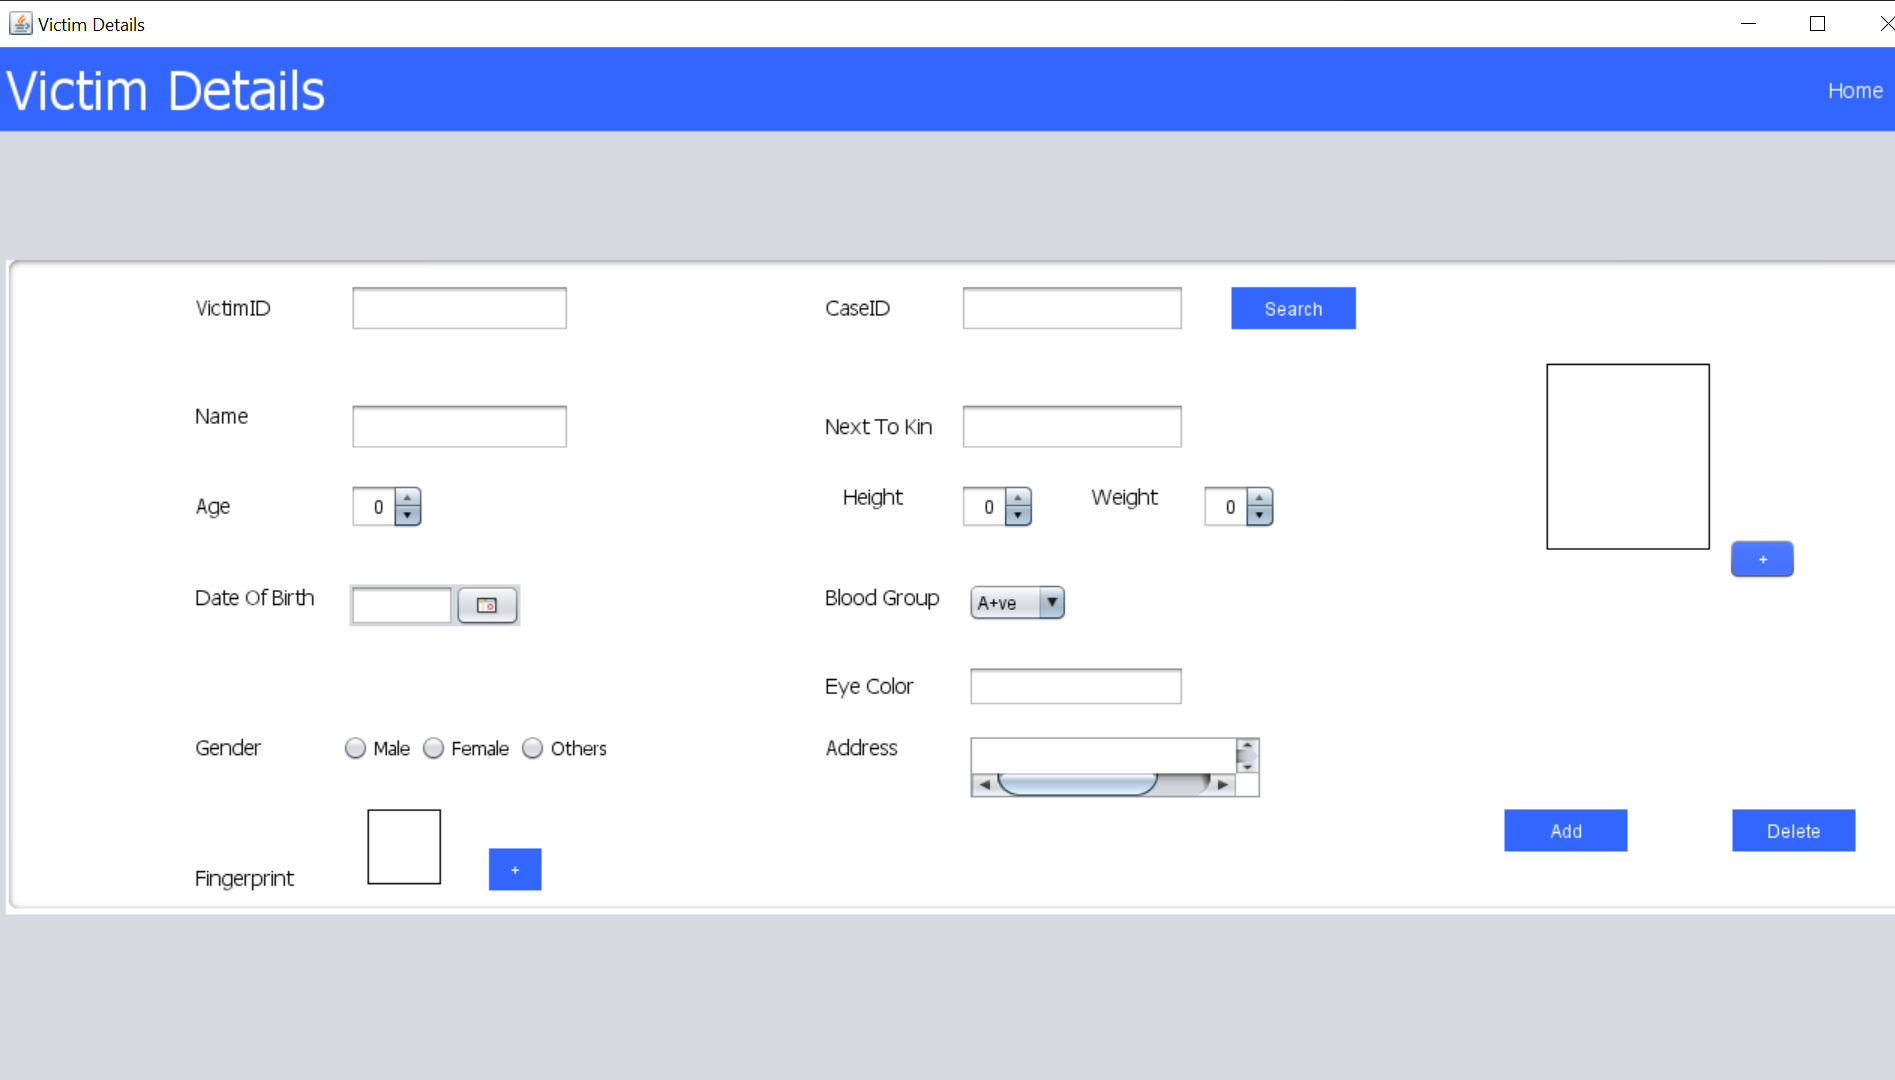 Victim Details
Victim Details
Home
VictimID
CaseID
Search
Name
Next To Kin
Age
0
Height
0
Weight
0
+
Date Of Birth
Blood Group
A+ve
Eye Color
Gender
Male
Female
Others
Address
Add
Delete
Fingerprint
+